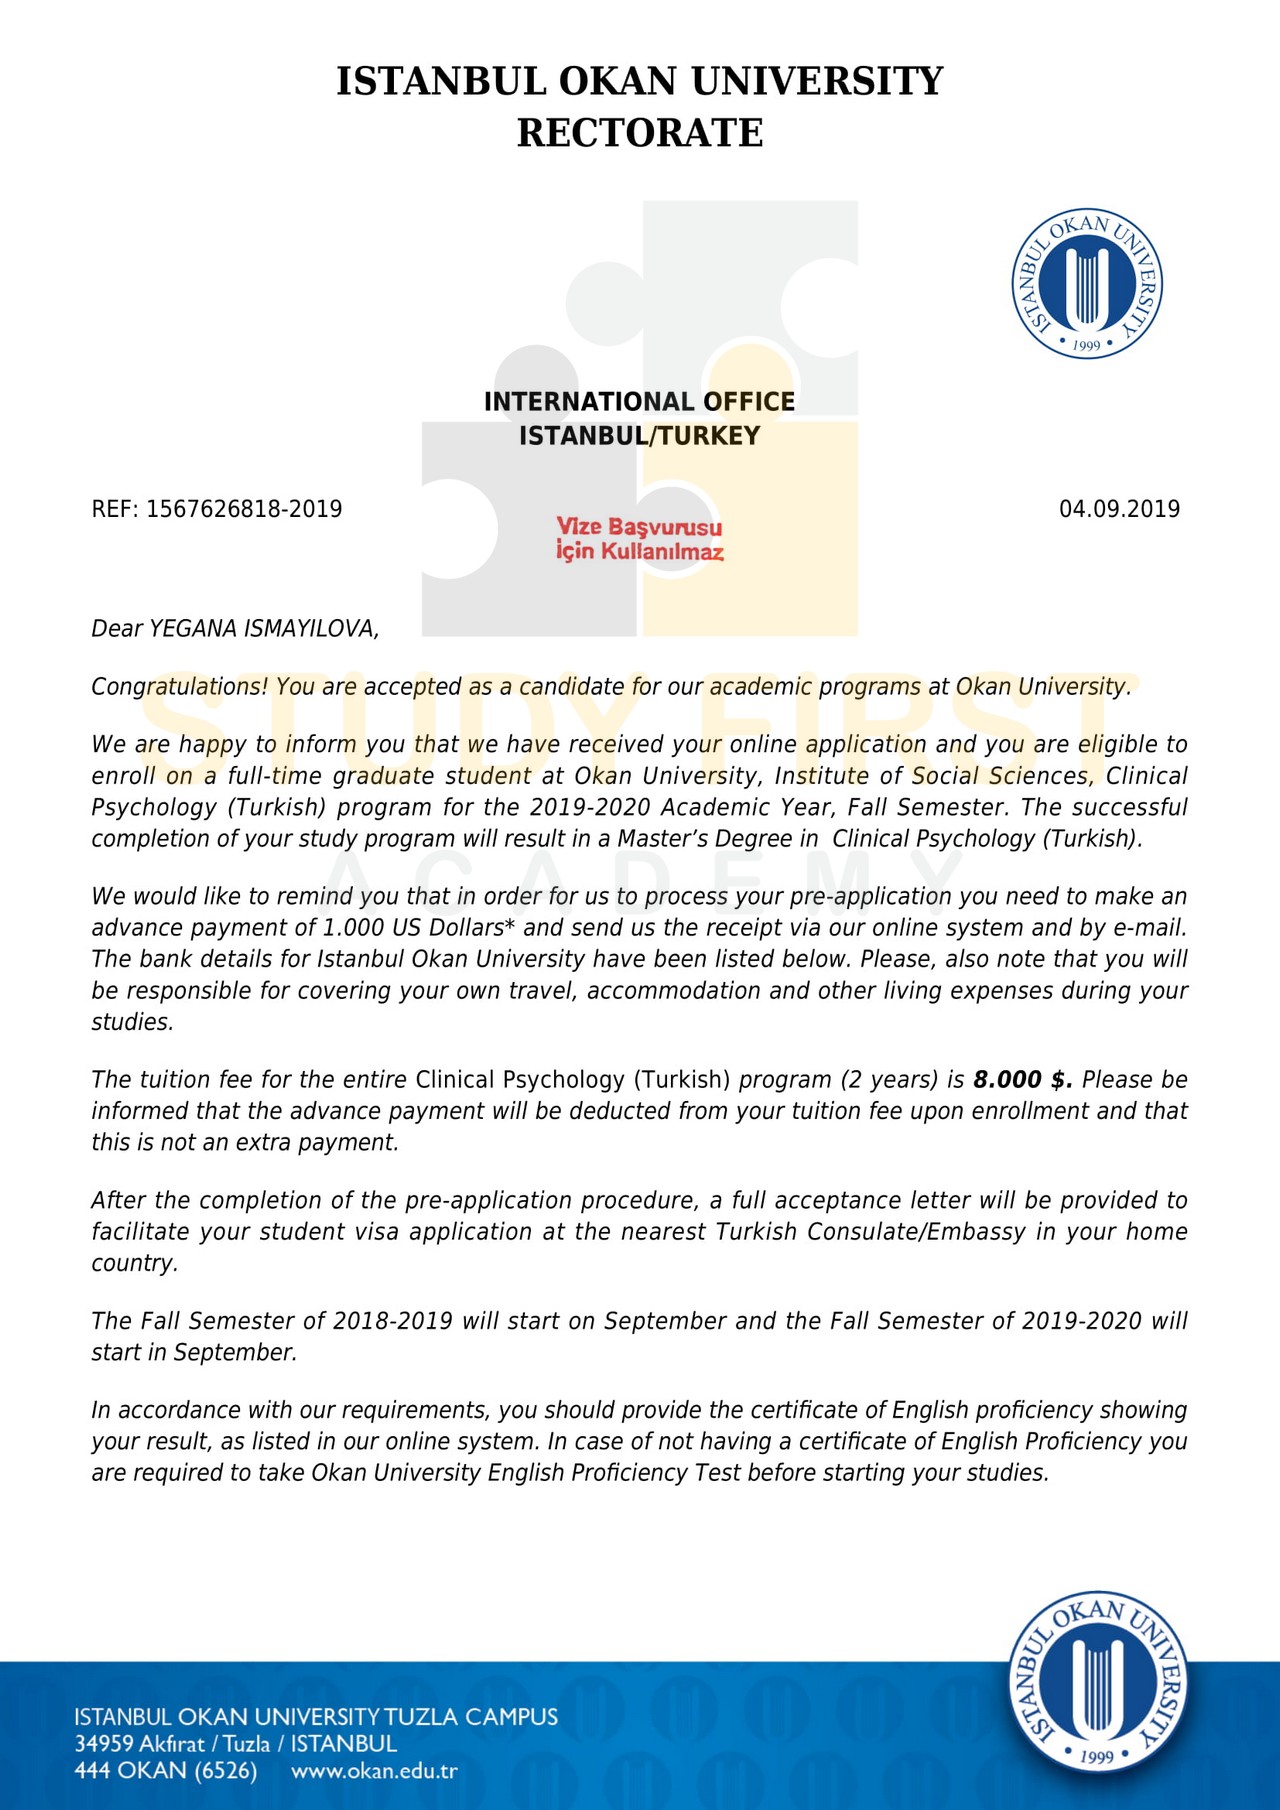 ISTANBUL OKAN UNIVERSITY
RECTORATE
ISTANBUL OKAN UNIVERSITY
• 1999 •
INTERNATIONAL OFFICE
ISTANBUL/TURKEY
REF: 1567626818-2019
04.09.2019
Vize Başvurusu
İçin Kullanılmaz
Dear YEGANA ISMAYILOVA,
STUDY FIRST
ACADEMY
Congratulations! You are accepted as a candidate for our academic programs at Okan University.
We are happy to inform you that we have received your online application and you are eligible to
enroll on a full-time graduate student at Okan University, Institute of Social Sciences, Clinical
Psychology (Turkish) program for the 2019-2020 Academic Year, Fall Semester. The successful
completion of your study program will result in a Master’s Degree in  Clinical Psychology (Turkish).
We would like to remind you that in order for us to process your pre-application you need to make an
advance payment of 1.000 US Dollars* and send us the receipt via our online system and by e-mail.
The bank details for Istanbul Okan University have been listed below. Please, also note that you will
be responsible for covering your own travel, accommodation and other living expenses during your
studies.
The tuition fee for the entire Clinical Psychology (Turkish) program (2 years) is 8.000 $. Please be
informed that the advance payment will be deducted from your tuition fee upon enrollment and that
this is not an extra payment.
After the completion of the pre-application procedure, a full acceptance letter will be provided to
facilitate your student visa application at the nearest Turkish Consulate/Embassy in your home
country.
The Fall Semester of 2018-2019 will start on September and the Fall Semester of 2019-2020 will
start in September.
In accordance with our requirements, you should provide the certificate of English proficiency showing
your result, as listed in our online system. In case of not having a certificate of English Proficiency you
are required to take Okan University English Proficiency Test before starting your studies.
ISTANBUL OKAN UNIVERSITY TUZLA CAMPUS
34959 Akfırat / Tuzla / ISTANBUL
444 OKAN (6526) www.okan.edu.tr
ISTANBUL OKAN UNIVERSITY
• 1999 •